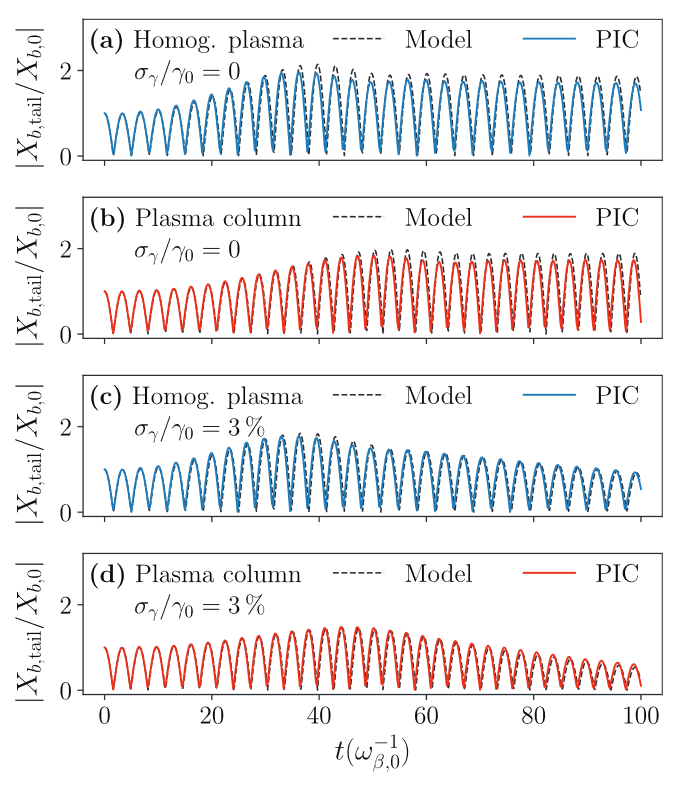 (a) Homog. plasma Model PIC
σγ/γ0 = 0
|Xb,tail/Xb,0|
2
0
(b) Plasma column Model PIC
σγ/γ0 = 0
|Xb,tail/Xb,0|
2
0
(c) Homog. plasma Model PIC
σγ/γ0 = 3 %
|Xb,tail/Xb,0|
2
0
(d) Plasma column Model PIC
σγ/γ0 = 3 %
|Xb,tail/Xb,0|
2
0
0 20 40 60 80 100
t(ω_{β,0}^{−1})